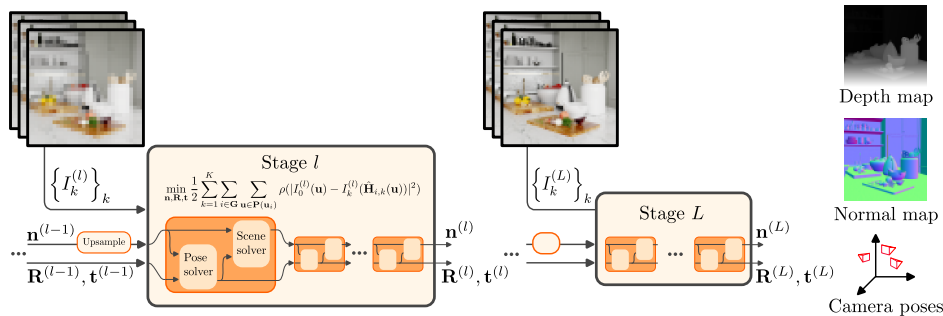 Stage l
min_{n,R,t} 1/2 ∑_{k=1}^{K} ∑_{i∈G} ∑_{u∈P(u_i)} ρ(|I_0^{(l)}(u) − I_k^{(l)}(Ĥ_{i,k}(u))|²)
{I_k^{(l)}}_k
n^{(l−1)}
Upsample
...
R^{(l−1)}, t^{(l−1)}
Pose
solver
Scene
solver
...
n^{(l)}
R^{(l)}, t^{(l)}
{I_k^{(L)}}_k
...
Stage L
...
n^{(L)}
R^{(L)}, t^{(L)}
Depth map
Normal map
Camera poses